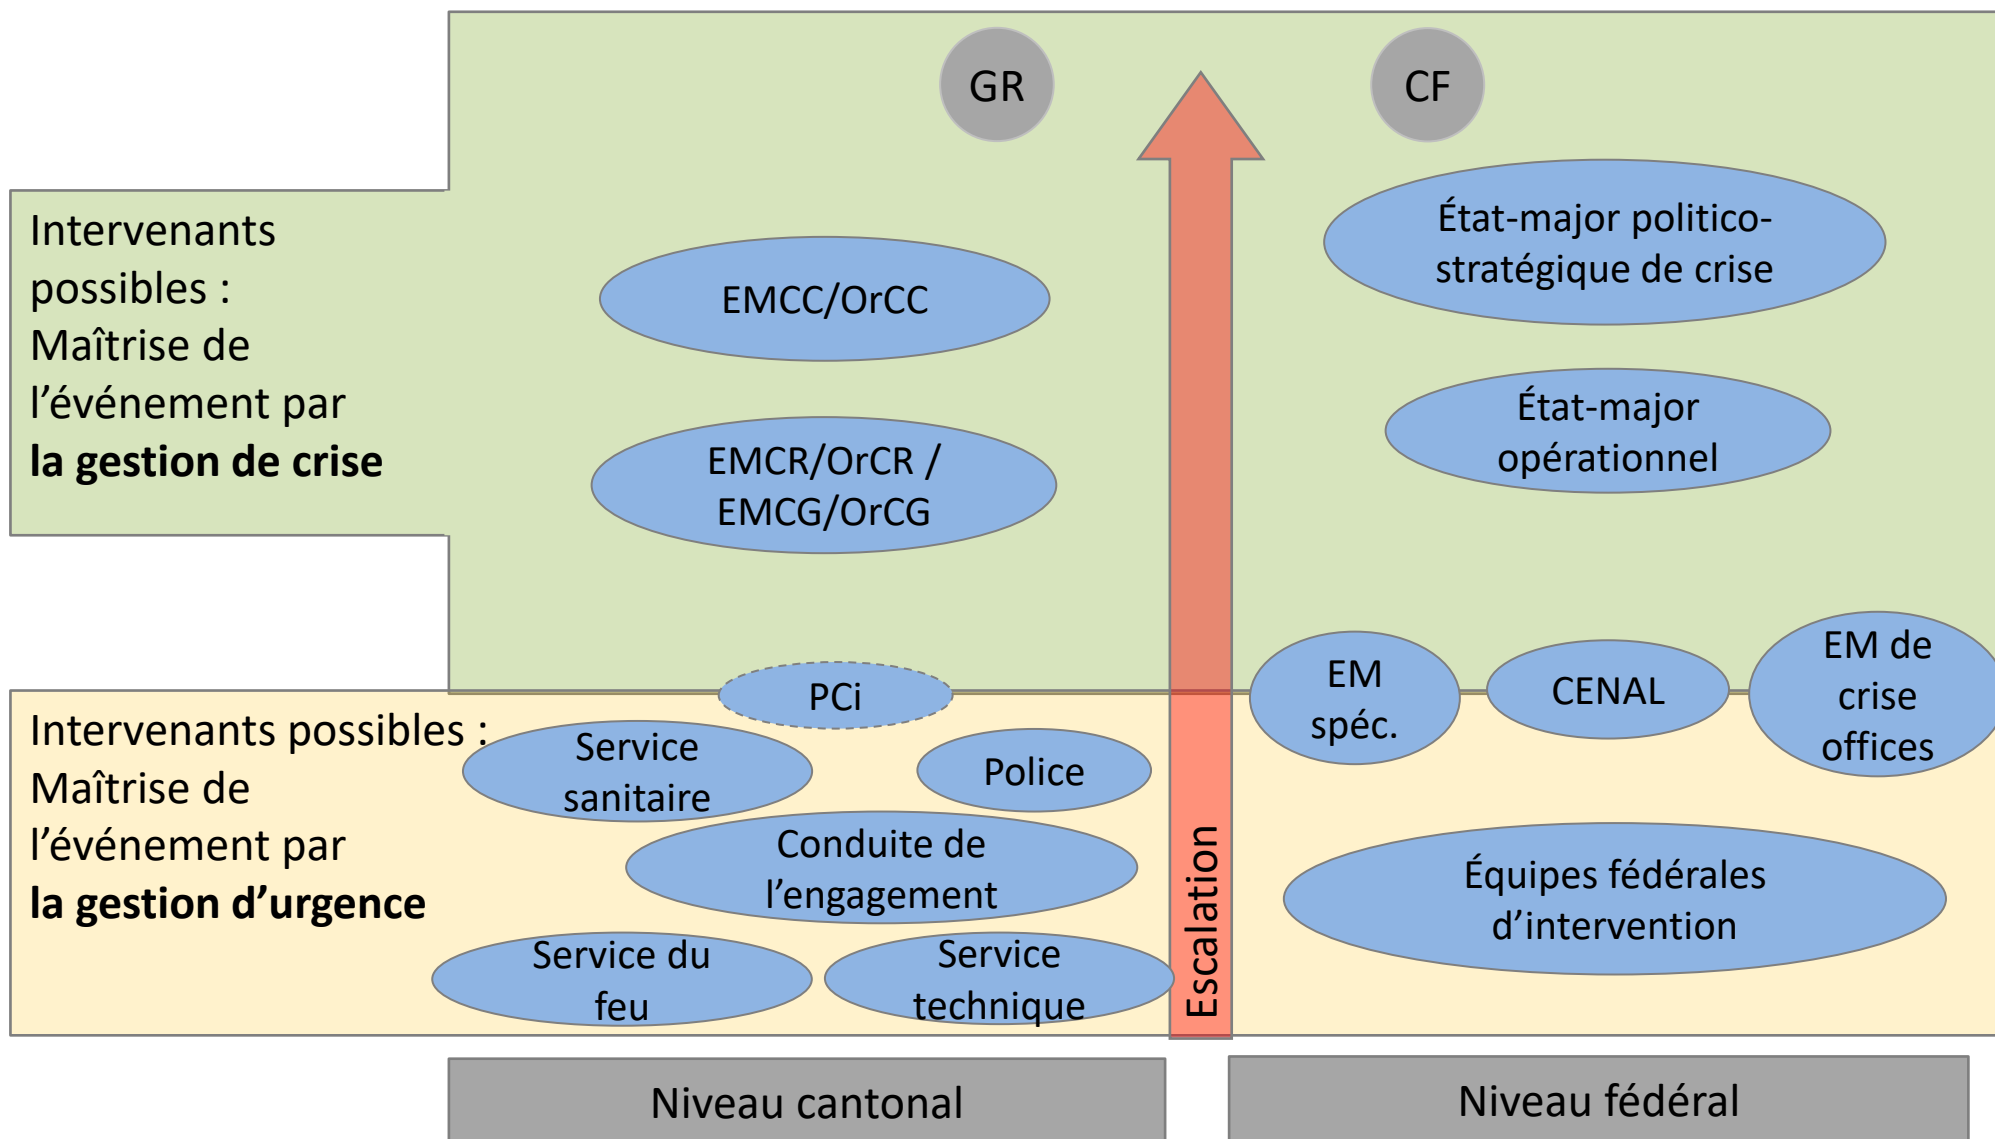 GR
CF
Intervenants
possibles :
Maîtrise de
l’événement par
la gestion de crise
EMCC/OrCC
EMCR/OrCR /
EMCG/OrCG
État-major politico-
stratégique de crise
État-major
opérationnel
PCi
EM
spéc.
CENAL
EM de
crise
offices
Intervenants possibles :
Maîtrise de
l’événement par
la gestion d’urgence
Service
sanitaire
Police
Conduite de
l’engagement
Service du
feu
Service
technique
Escalation
Équipes fédérales
d’intervention
Niveau cantonal
Niveau fédéral